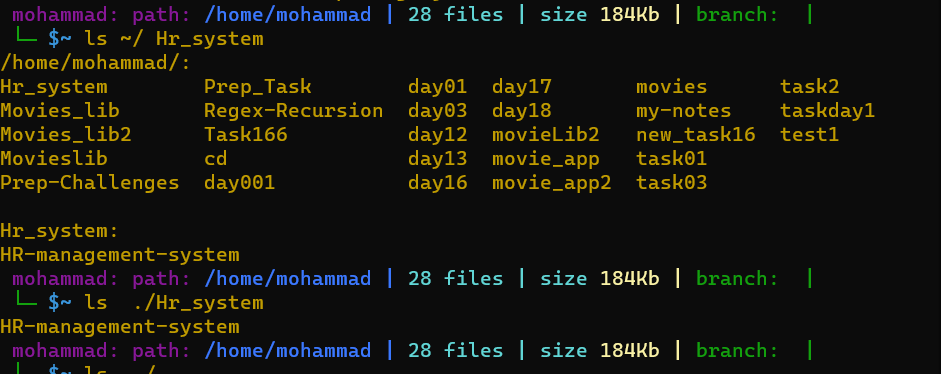 mohammad: path: /home/mohammad | 28 files | size 184Kb | branch:  |
└─ $~ ls ~/ Hr_system
/home/mohammad/:
Hr_system        Prep_Task        day01  day17       movies      task2
Movies_lib       Regex-Recursion  day03  day18       my-notes    taskday1
Movies_lib2      Task166          day12  movieLib2   new_task16  test1
Movieslib        cd               day13  movie_app   task01
Prep-Challenges  day001           day16  movie_app2  task03

Hr_system:
HR-management-system
mohammad: path: /home/mohammad | 28 files | size 184Kb | branch:  |
└─ $~ ls  ./Hr_system
HR-management-system
mohammad: path: /home/mohammad | 28 files | size 184Kb | branch:  |